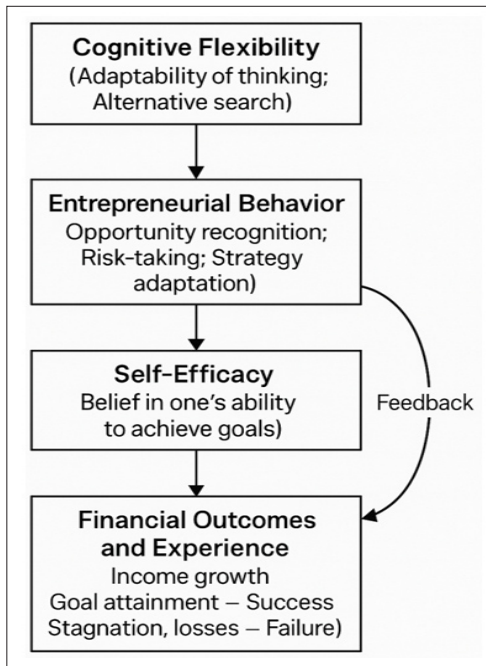 Cognitive Flexibility
(Adaptability of thinking;
Alternative search)
Entrepreneurial Behavior
Opportunity recognition;
Risk-taking; Strategy
adaptation)
Self-Efficacy
Belief in one's ability
to achieve goals)
Feedback
Financial Outcomes
and Experience
Income growth
Goal attainment – Success
Stagnation, losses – Failure)